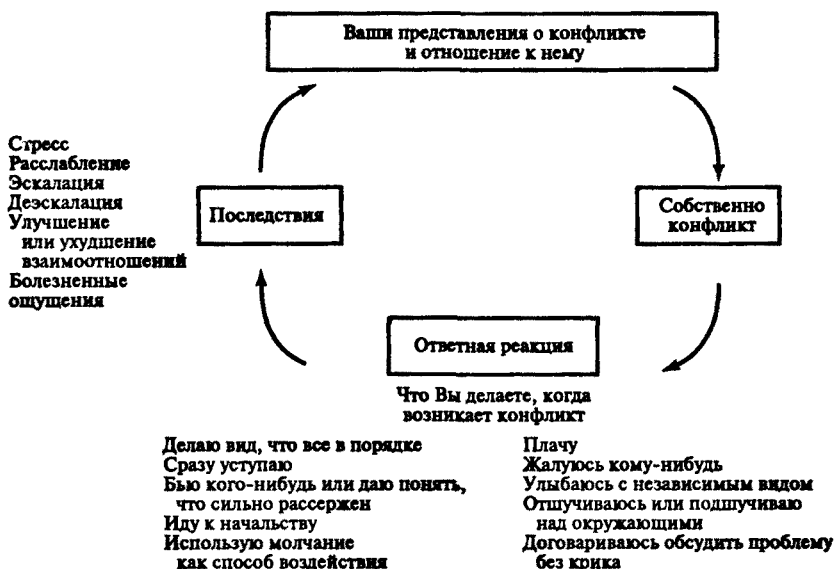 Ваши представления о конфликте
и отношение к нему
Стресс
Расслабление
Эскалация
Деэскалация
Улучшение
или ухудшение
взаимоотношений
Болезненные
ощущения
Последствия
Собственно
конфликт
Ответная реакция
Что Вы делаете, когда
возникает конфликт
Делаю вид, что все в порядке
Сразу уступаю
Бью кого-нибудь или даю понять,
что сильно рассержен
Иду к начальству
Использую молчание
как способ воздействия
Плачу
Жалуюсь кому-нибудь
Улыбаюсь с независимым видом
Отшучиваюсь или подшучиваю
над окружающими
Договариваюсь обсудить проблему
без крика